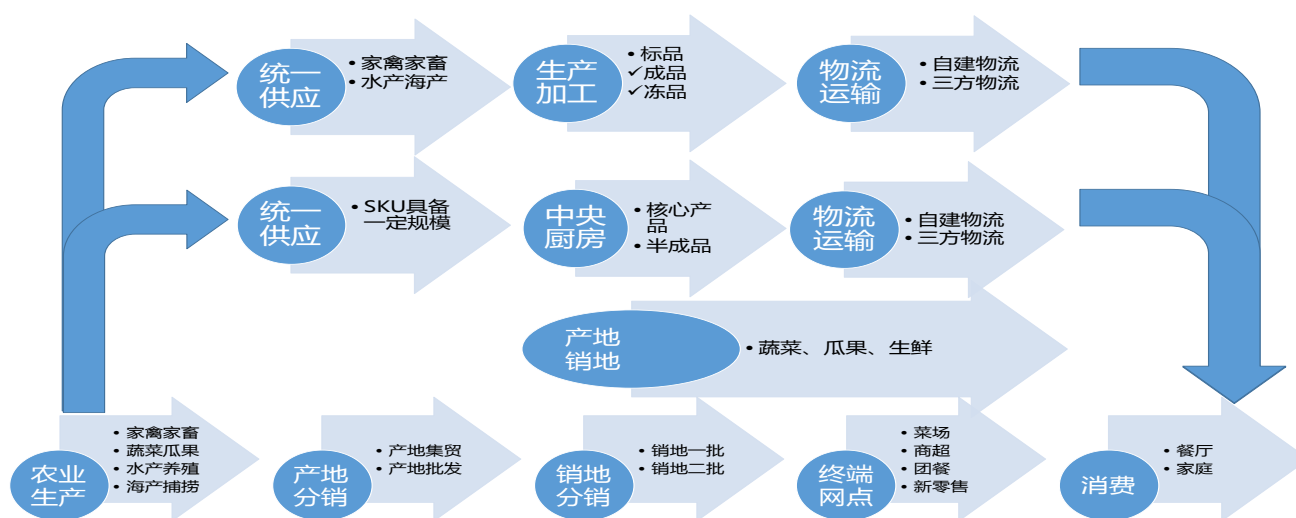 统一
供应
• 家禽家畜
• 水产海产
生产
加工
• 标品
✓成品
✓冻品
物流
运输
• 自建物流
• 三方物流
统一
供应
• SKU具备
一定规模
中央
厨房
• 核心产
品
• 半成品
物流
运输
• 自建物流
• 三方物流
产地
销地
• 蔬菜、瓜果、生鲜
农业
生产
• 家禽家畜
• 蔬菜瓜果
• 水产养殖
• 海产捕捞
产地
分销
• 产地集贸
• 产地批发
销地
分销
• 销地一批
• 销地二批
终端
网点
• 菜场
• 商超
• 团餐
• 新零售
消费
• 餐厅
• 家庭